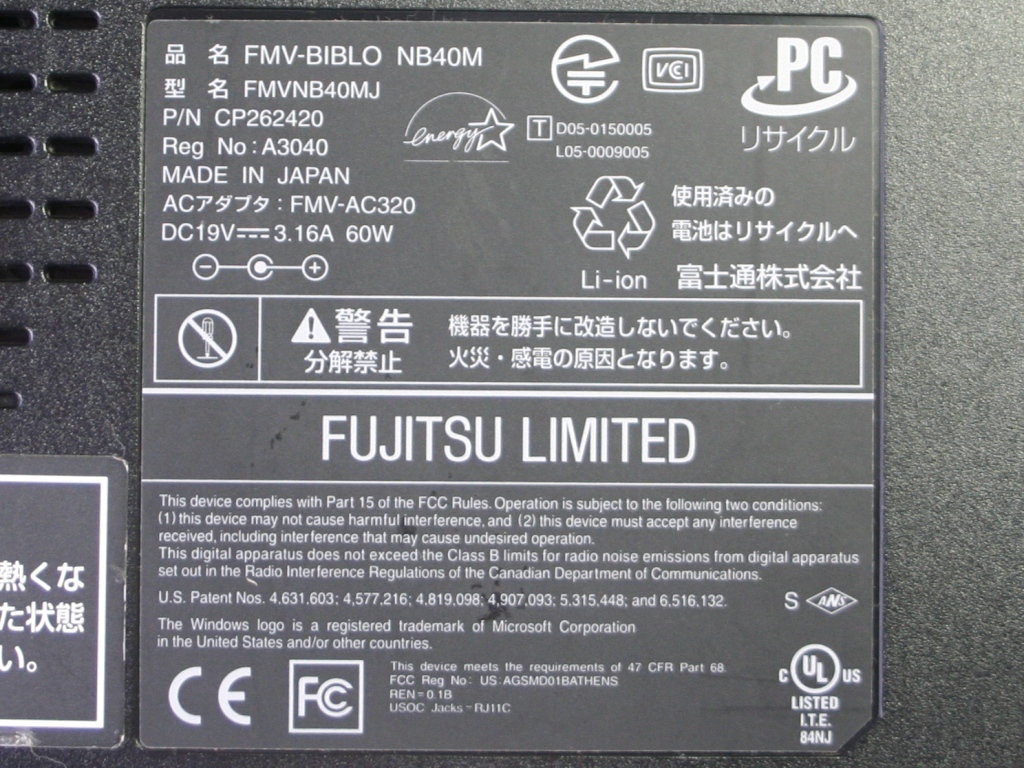 品 名 FMV-BIBLO NB40M
型 名 FMVNB40MJ
P/N CP262420
Reg No:A3040
MADE IN JAPAN
ACアダプタ:FMV-AC320
DC19V 3.16A 60W
energy
T D05-0150005
L05-0009005
VCI
PC
リサイクル
使用済みの
電池はリサイクルへ
Li-ion 富士通株式会社
警告
分解禁止
機器を勝手に改造しないでください。
火災・感電の原因となります。
FUJITSU LIMITED
This device complies with Part 15 of the FCC Rules. Operation is subject to the following two conditions:
(1) this device may not cause harmful interference, and (2) this device must accept any interference
received, including interference that may cause undesired operation.
This digital apparatus does not exceed the Class B limits for radio noise emissions from digital apparatus
set out in the Radio Interference Regulations of the Canadian Department of Communications.
U.S. Patent Nos. 4,631,603; 4,577,216; 4,819,098; 4,907,093; 5,315,448; and 6,516,132.
The Windows logo is a registered trademark of Microsoft Corporation
in the United States and/or other countries.
S ANS
CE FC
This device meets the requirements of 47 CFR Part 68.
FCC Reg No: US:AGSMD01BATHENS
REN=0.1B
USOC Jacks=RJ11C
C UL US
LISTED
I.T.E.
84NJ
熱くな
た状態
い。